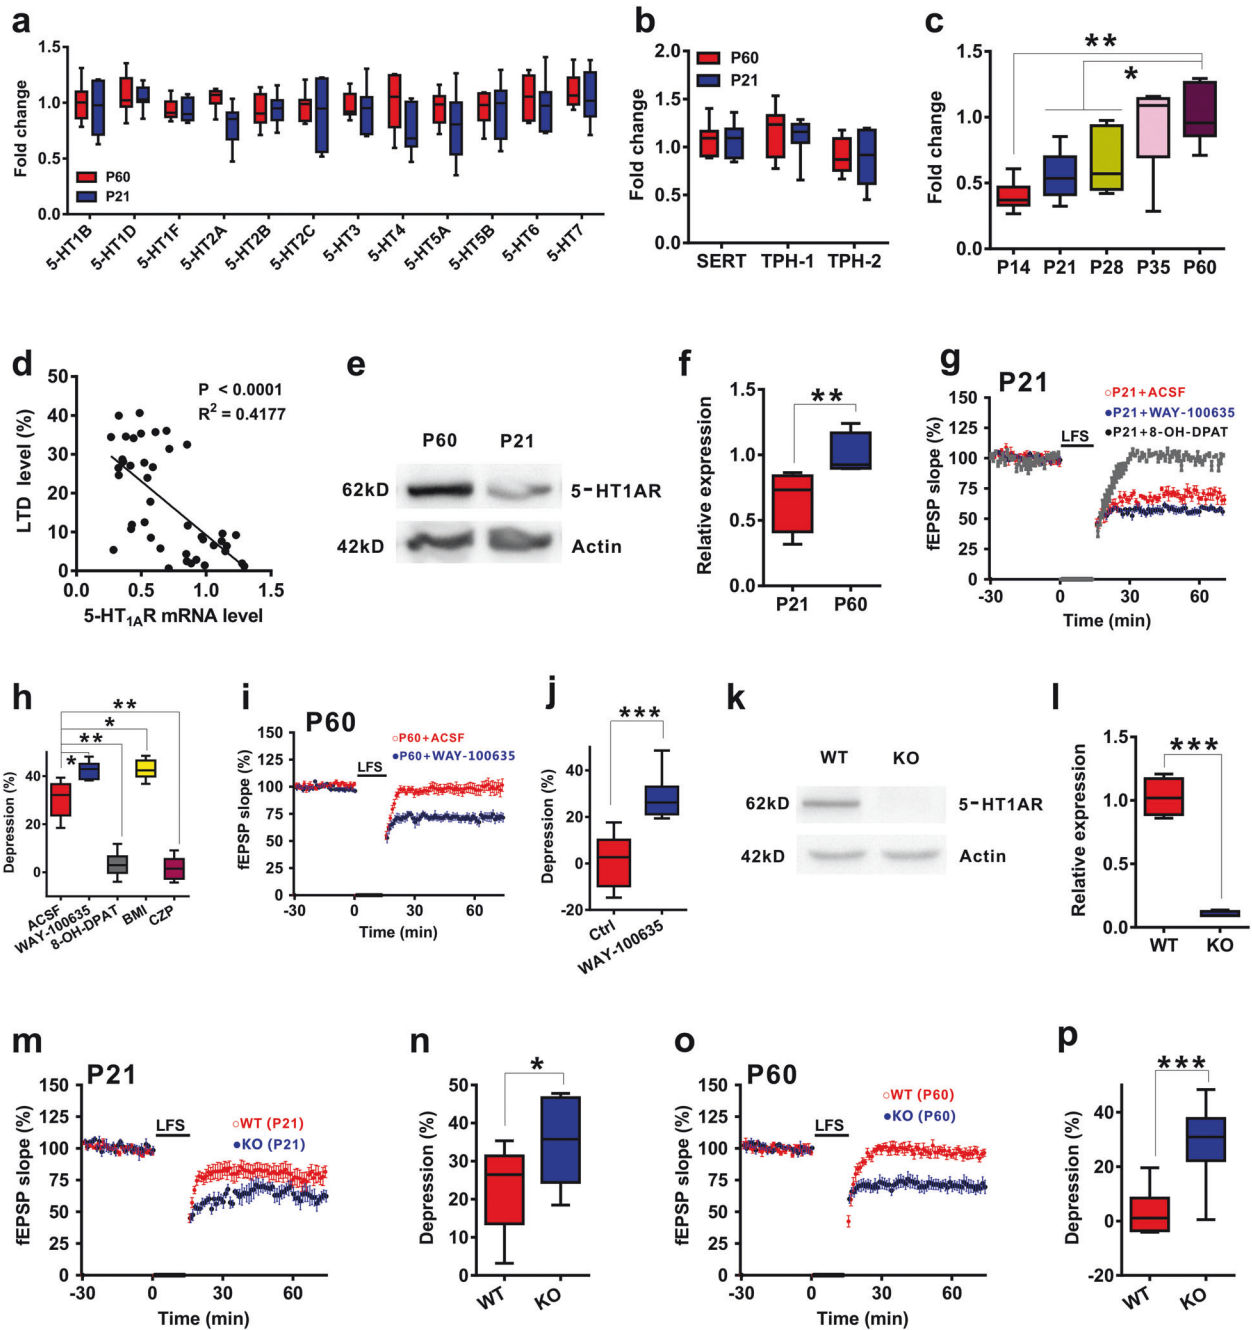 a
Fold change
1.5
1.0
0.5
0.0
P60
P21
5-HT1B
5-HT1D
5-HT1F
5-HT2A
5-HT2B
5-HT2C
5-HT3
5-HT4
5-HT5A
5-HT5B
5-HT6
5-HT7
b
Fold change
2.0
1.5
1.0
0.5
0.0
P60
P21
SERT TPH-1 TPH-2
c
Fold change
1.5
1.0
0.5
0.0
**
*
P14 P21 P28 P35 P60
d
LTD level (%)
50
40
30
20
10
0
P < 0.0001
R² = 0.4177
0.0 0.5 1.0 1.5
5-HT₁ₐR mRNA level
e
P60 P21
62kD 5-HT1AR
42kD Actin
f
Relative expression
1.5
1.0
0.5
0.0
**
P21 P60
g
P21
P21+ACSF
P21+WAY-100635
P21+8-OH-DPAT
LFS
fEPSP slope (%)
150
125
100
75
50
25
0
-30 0 30 60
Time (min)
h
Depression (%)
40
20
0
**
*
**
*
ACSF
WAY-100635
8-OH-DPAT
BMI
CZP
i
P60
P60+ACSF
P60+WAY-100635
LFS
fEPSP slope (%)
150
125
100
75
50
25
0
-30 0 30 60
Time (min)
j
Depression (%)
40
20
0
-20
***
Ctrl
WAY-100635
k
WT KO
62kD 5-HT1AR
42kD Actin
l
Relative expression
1.5
1.0
0.5
0.0
***
WT KO
m
P21
WT (P21)
KO (P21)
LFS
fEPSP slope (%)
150
125
100
75
50
25
0
-30 0 30 60
Time (min)
n
Depression (%)
50
40
30
20
10
0
*
WT
KO
o
P60
WT (P60)
KO (P60)
LFS
fEPSP slope (%)
150
125
100
75
50
25
0
-30 0 30 60
Time (min)
p
Depression (%)
40
20
0
-20
***
WT
KO